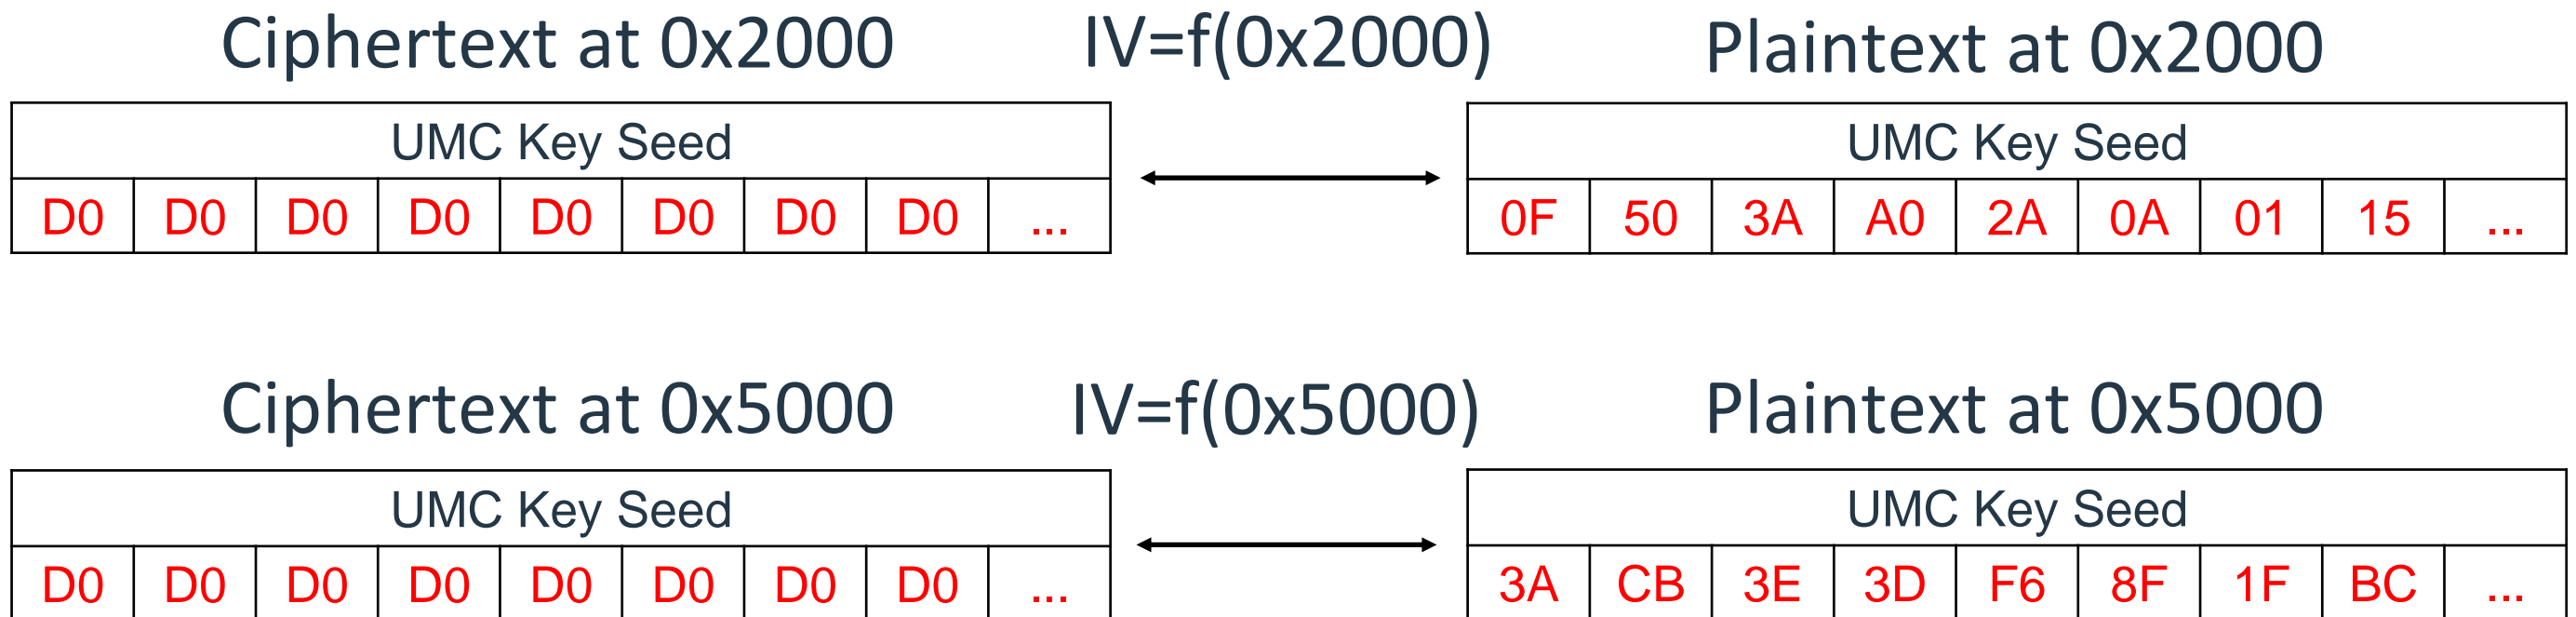 Ciphertext at 0x2000 IV=f(0x2000) Plaintext at 0x2000
UMC Key Seed UMC Key Seed
D0 D0 D0 D0 D0 D0 D0 D0 ... 0F 50 3A A0 2A 0A 01 15 ...
Ciphertext at 0x5000 IV=f(0x5000) Plaintext at 0x5000
UMC Key Seed UMC Key Seed
D0 D0 D0 D0 D0 D0 D0 D0 ... 3A CB 3E 3D F6 8F 1F BC ...